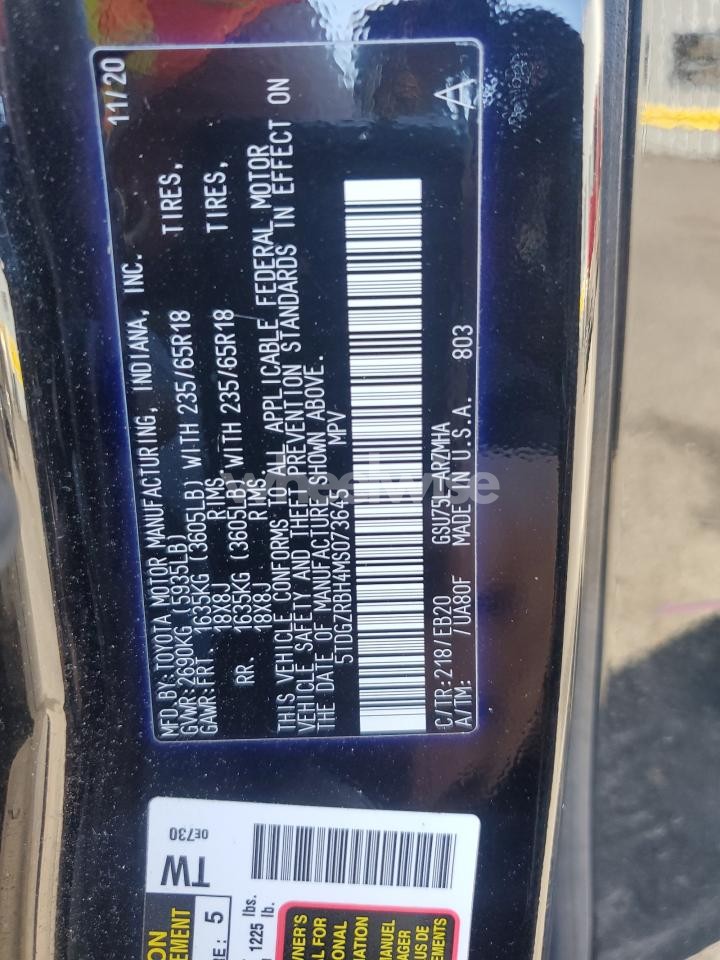 MFD.BY:TOYOTA MOTOR MANUFACTURING, INDIANA, INC. 11/20
GVWR:2690KG (5935LB)
GAWR:FRT 1635KG (3605LB) WITH 235/65R18 TIRES,
18X8J RIMS,
RR. 1635KG (3605LB) WITH 235/65R18 TIRES,
18X8J RIMS,
THIS VEHICLE CONFORMS TO ALL APPLICABLE FEDERAL MOTOR
VEHICLE SAFETY AND THEFT PREVENTION STANDARDS IN EFFECT ON
THE DATE OF MANUFACTURE SHOWN ABOVE.
5TDGZRBH4MS073645 MPV
C/TR:218/EB20 GSU75L-ARZMHA
A/TM: /UA80F MADE IN U.S.A. 803
A
wheelwise
TW
0E730
5
1225 lb.
lbs.